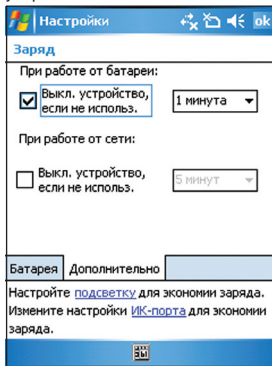 Настройки ok
Заряд
При работе от батареи:
Выкл. устройство,
если не использ.
1 минута
При работе от сети:
Выкл. устройство,
если не использ.
5 минут
Батарея Дополнительно
Настройте подсветку для экономии заряда.
Измените настройки ИК-порта для экономии
заряда.